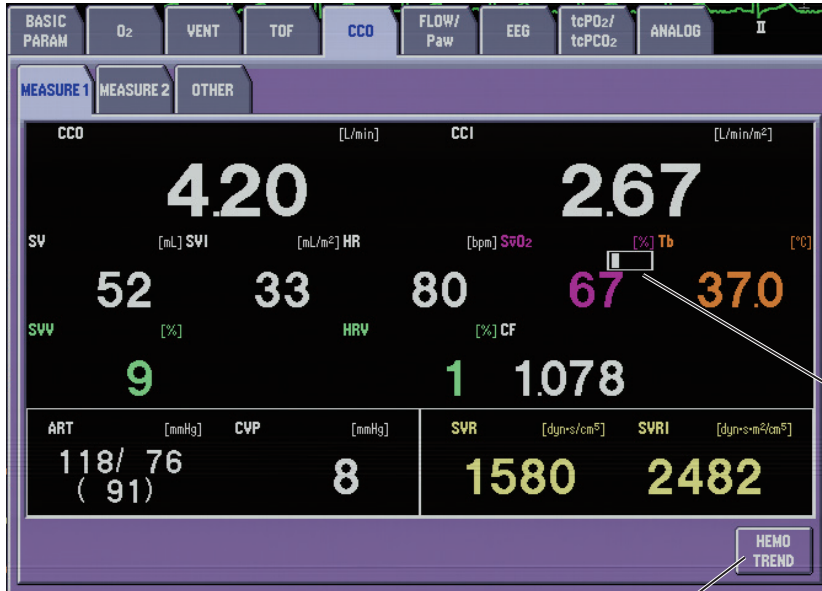 BASIC PARAM
O2
VENT
TOF
CCO
FLOW/ Paw
EEG
tcPO2/ tcPCO2
ANALOG
II
MEASURE 1
MEASURE 2
OTHER
CCO [L/min]
CCI [L/min/m2]
4.20
2.67
SV [mL] SVI [mL/m2] HR [bpm] Sv̄O2 [%] Tb [°C]
52 33 80 67 37.0
SVV [%] HRV [%] CF
9 1 1.078
ART [mmHg] CVP [mmHg] SVR [dyn•s/cm5] SVRI [dyn•s•m2/cm5]
118/ 76
( 91)
8
1580
2482
HEMO
TREND